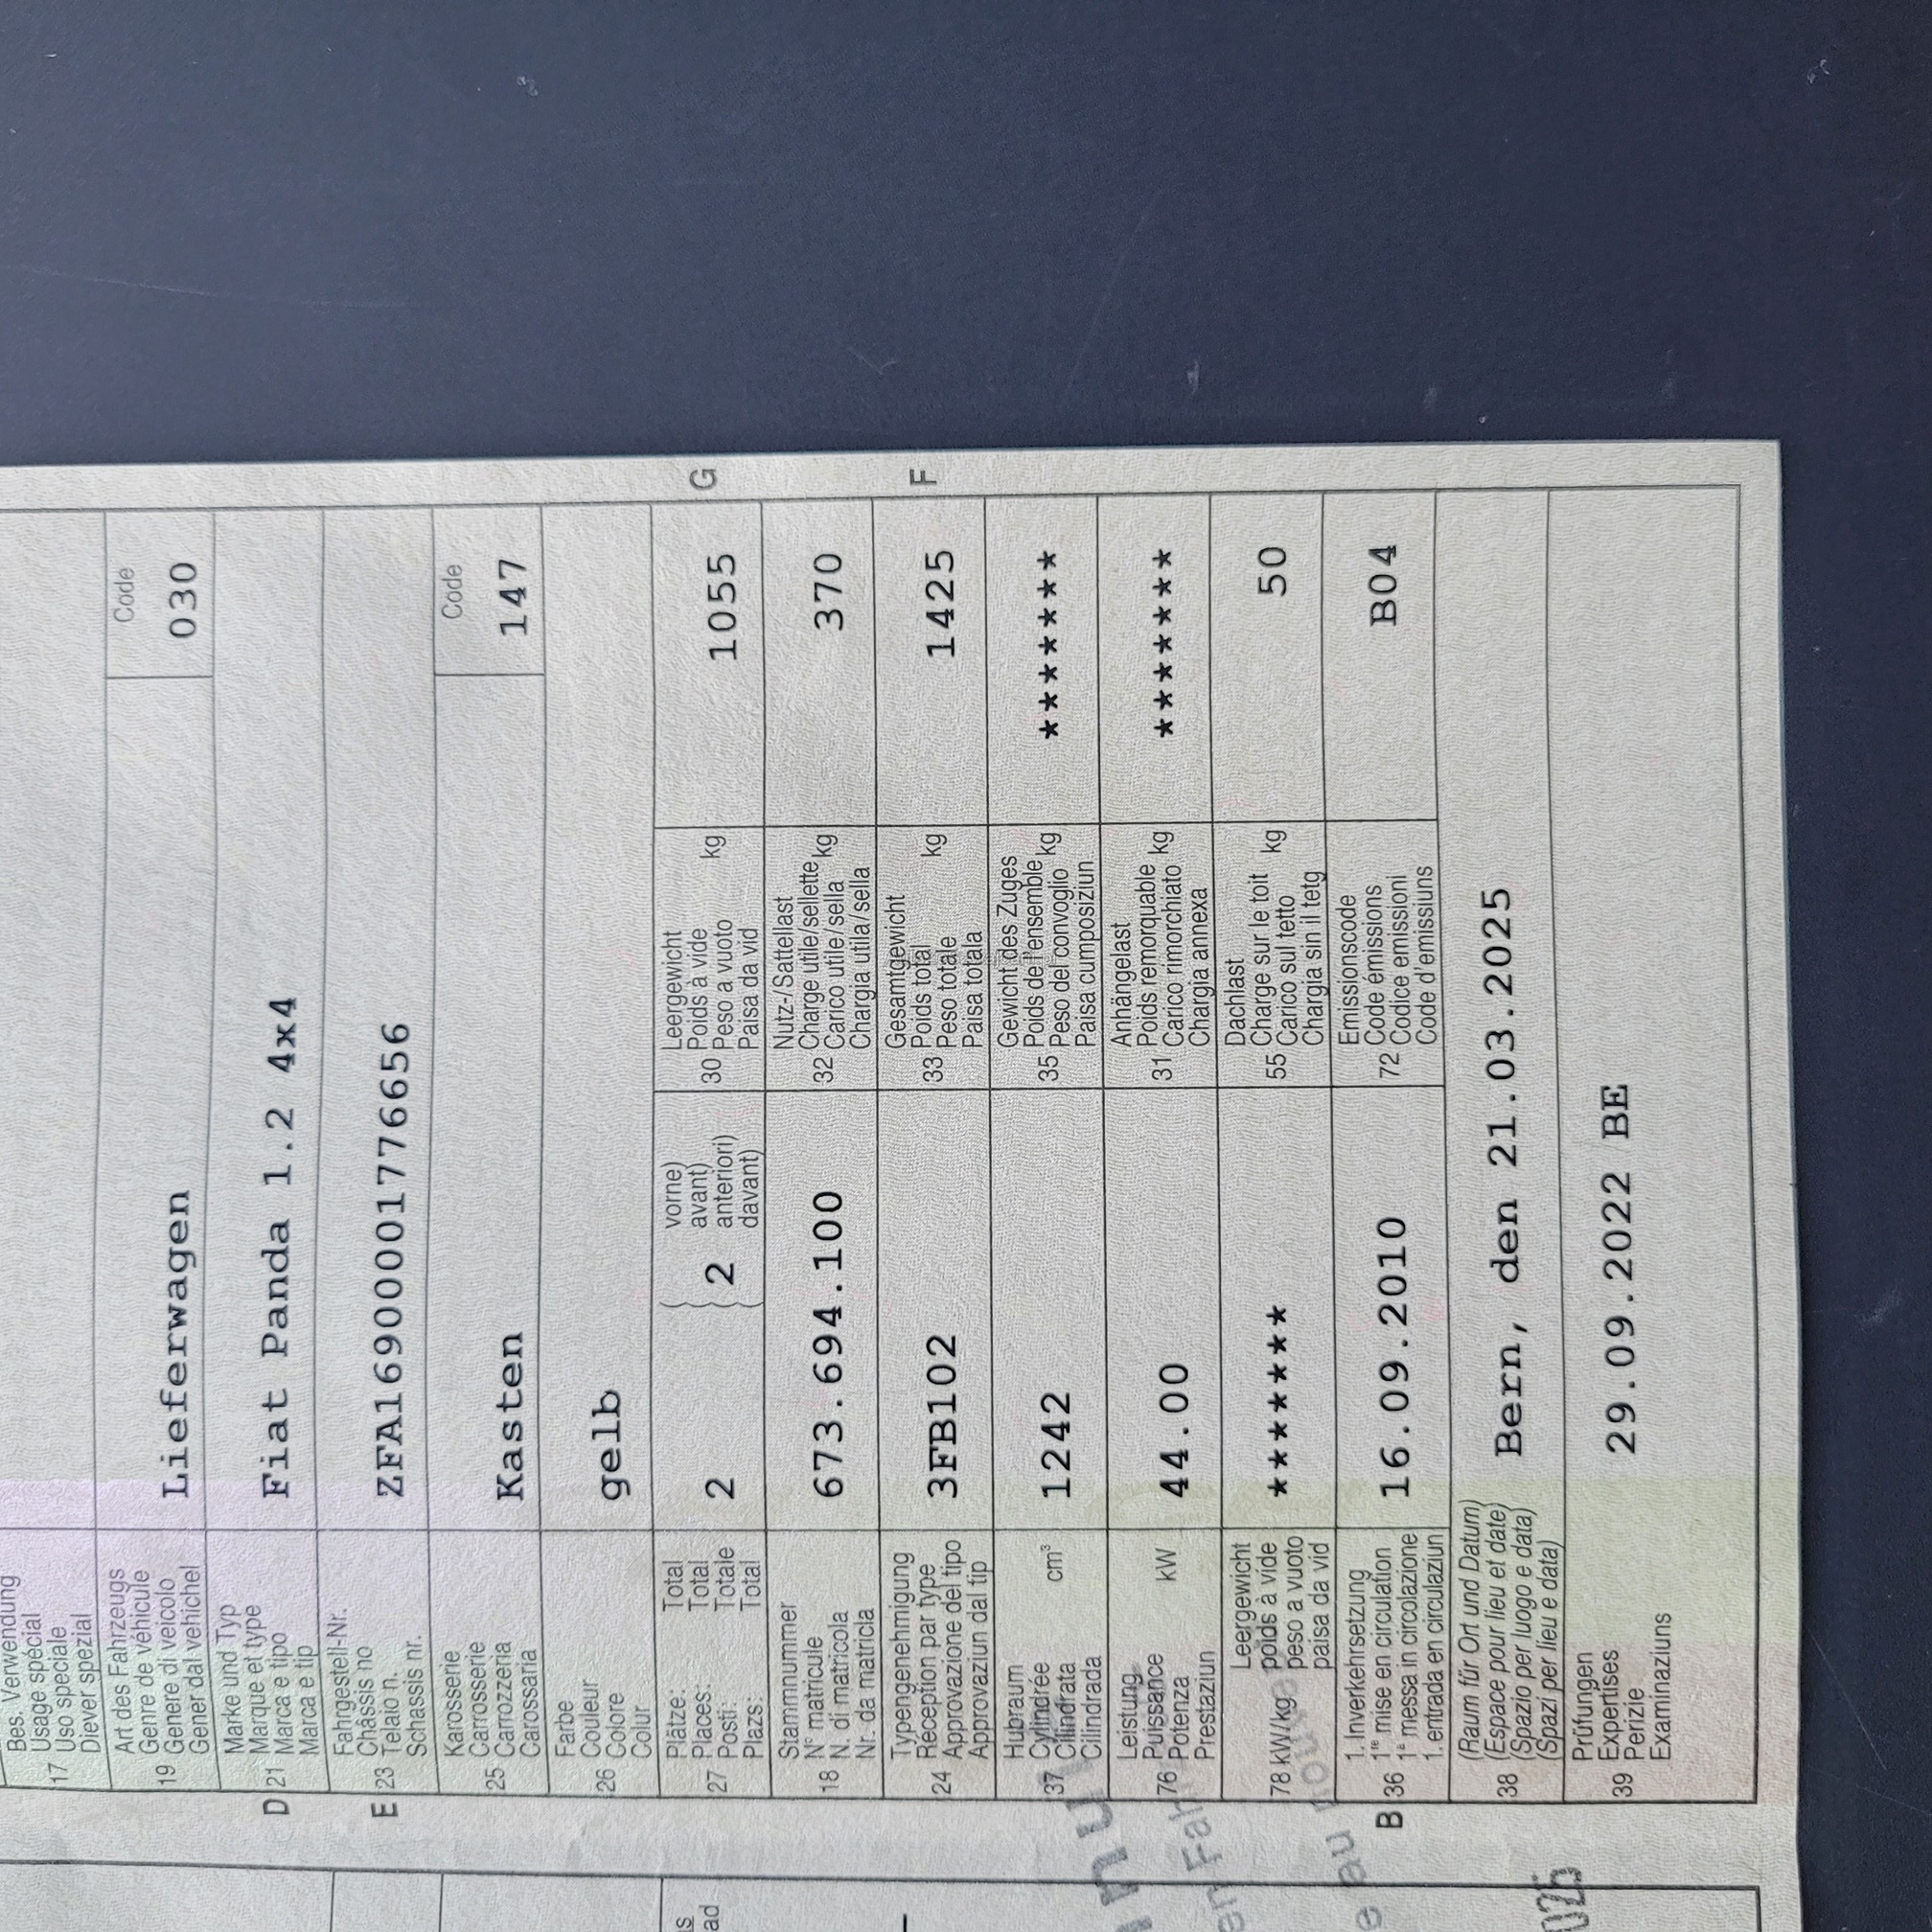 Bes. Verwendung
17 Usage spécial
Uso speciale
Diever spezial
Art des Fahrzeugs
Genre de véhicule
19 Genere di veicolo
Gener dal vehichel
Lieferwagen
Code
030
Marke und Typ
Marque et type
D 21 Marca e tipo
Marca e tip
Fiat Panda 1.2 4x4
Fahrgestell-Nr.
Châssis no
E 23 Telaio n.
Schassis nr.
ZFA16900001776656
Karosserie
Carrosserie
25 Carrozzeria
Carossaria
Kasten
Code
147
Farbe
Couleur
26 Colore
Colur
gelb
Plätze: Total
Places: Total
27 Posti: Totale
Plazs: Total
2
2
vorne)
avant)
anteriori)
davant)
Leergewicht
Poids à vide
30 Peso a vuoto kg
Paisa da vid
1055
G
Stammnummer
N° matricule
18 N. di matricola
Nr. da matricla
673.694.100
Nutz-/Sattellast
32 Charge utile/sellette kg
Carico utile/sella
Chargia utila/sella
370
Typengenehmigung
Réception par type
24 Approvazione del tipo
Approvaziun dal tip
3FB102
Gesamtgewicht
33 Poids total kg
Peso totale
Paisa totala
1425
F
Hubraum
37 Cylindrée cm³
Cilindrata
Cilindrada
1242
Gewicht des Zuges
35 Poids de l'ensemble kg
Peso del convoglio
Paisa cumposiziun
*******
Leistung
76 Puissance kW
Potenza
Prestaziun
44.00
Anhängelast
31 Poids remorquable kg
Carico rimorchiato
Chargia annexa
*******
Leergewicht
78 kW/kg poids à vide
peso a vuoto
paisa da vid
*******
Dachlast
55 Charge sur le toit kg
Carico sul tetto
Chargia sin il tetg
50
1. Inverkehrsetzung
B 36 1re mise en circulation
1a messa in circolazione
1. entrada en circulaziun
16.09.2010
Emissionscode
72 Code émissions
Codice emissioni
Code d'emissiuns
B04
(Raum für Ort und Datum)
38 (Espace pour lieu et date)
(Spazio per luogo e data)
(Spazi per lieu e data)
Bern, den 21.03.2025
Prüfungen
39 Expertises
Perizie
Examinaziuns
29.09.2022 BE